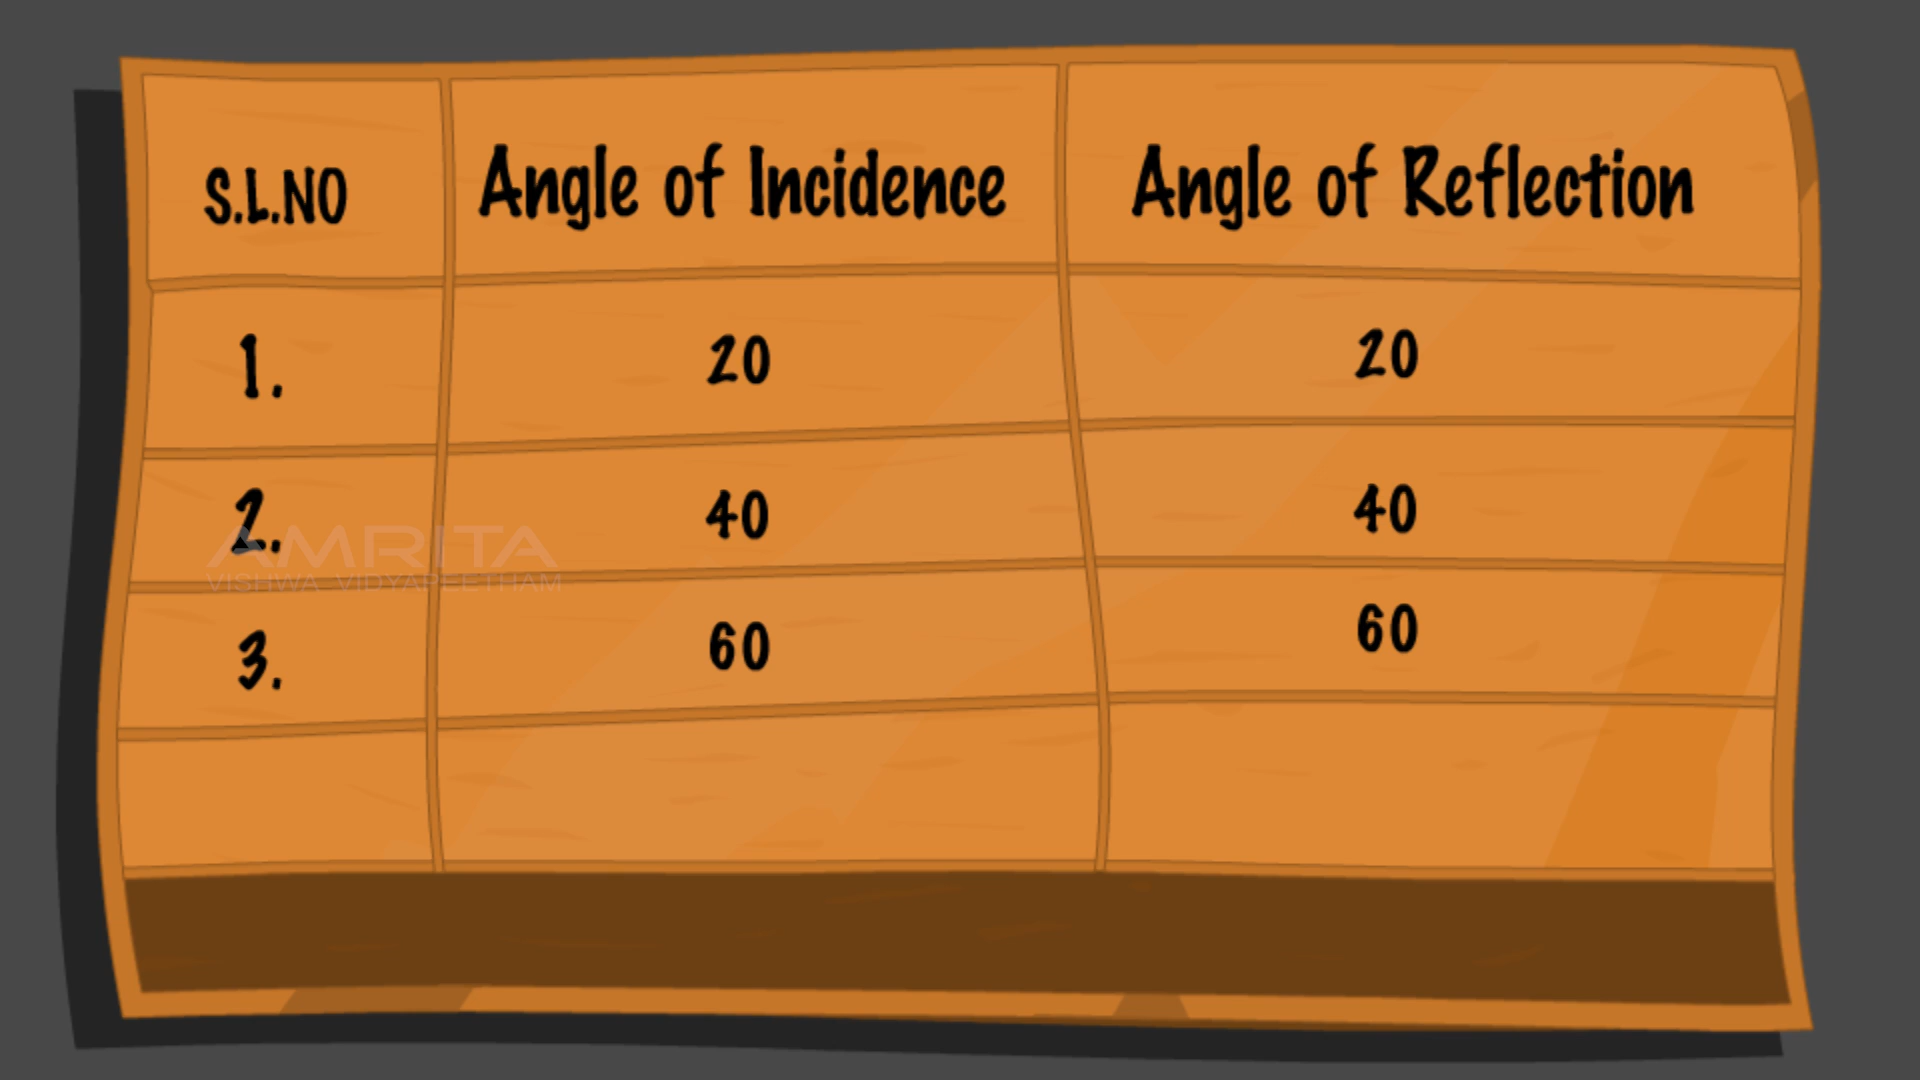 S.L.NO Angle of Incidence Angle of Reflection
1. 20 20
2. 40 40
AMRITA
VISHWA VIDYAPEETHAM
3. 60 60